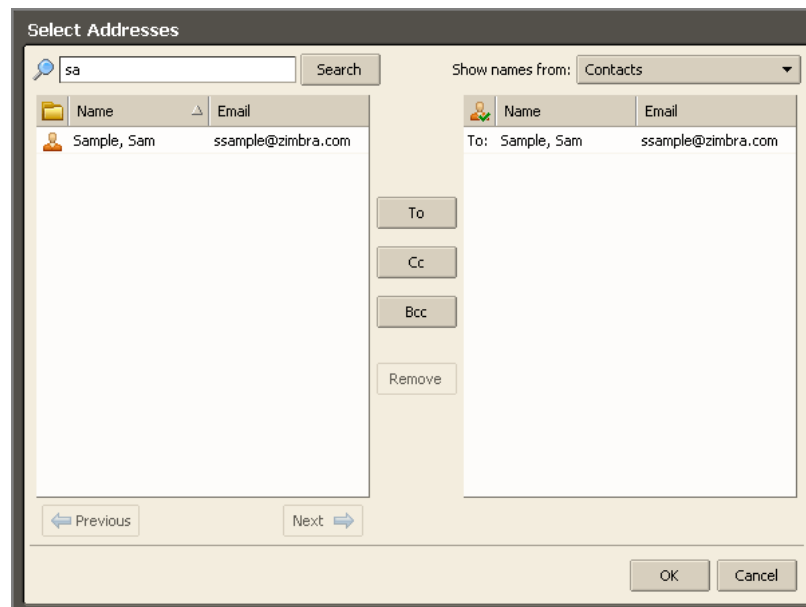 Select Addresses
sa Search Show names from: Contacts
Name Email Name Email
Sample, Sam ssample@zimbra.com To: Sample, Sam ssample@zimbra.com
To
Cc
Bcc
Remove
Previous Next
OK Cancel